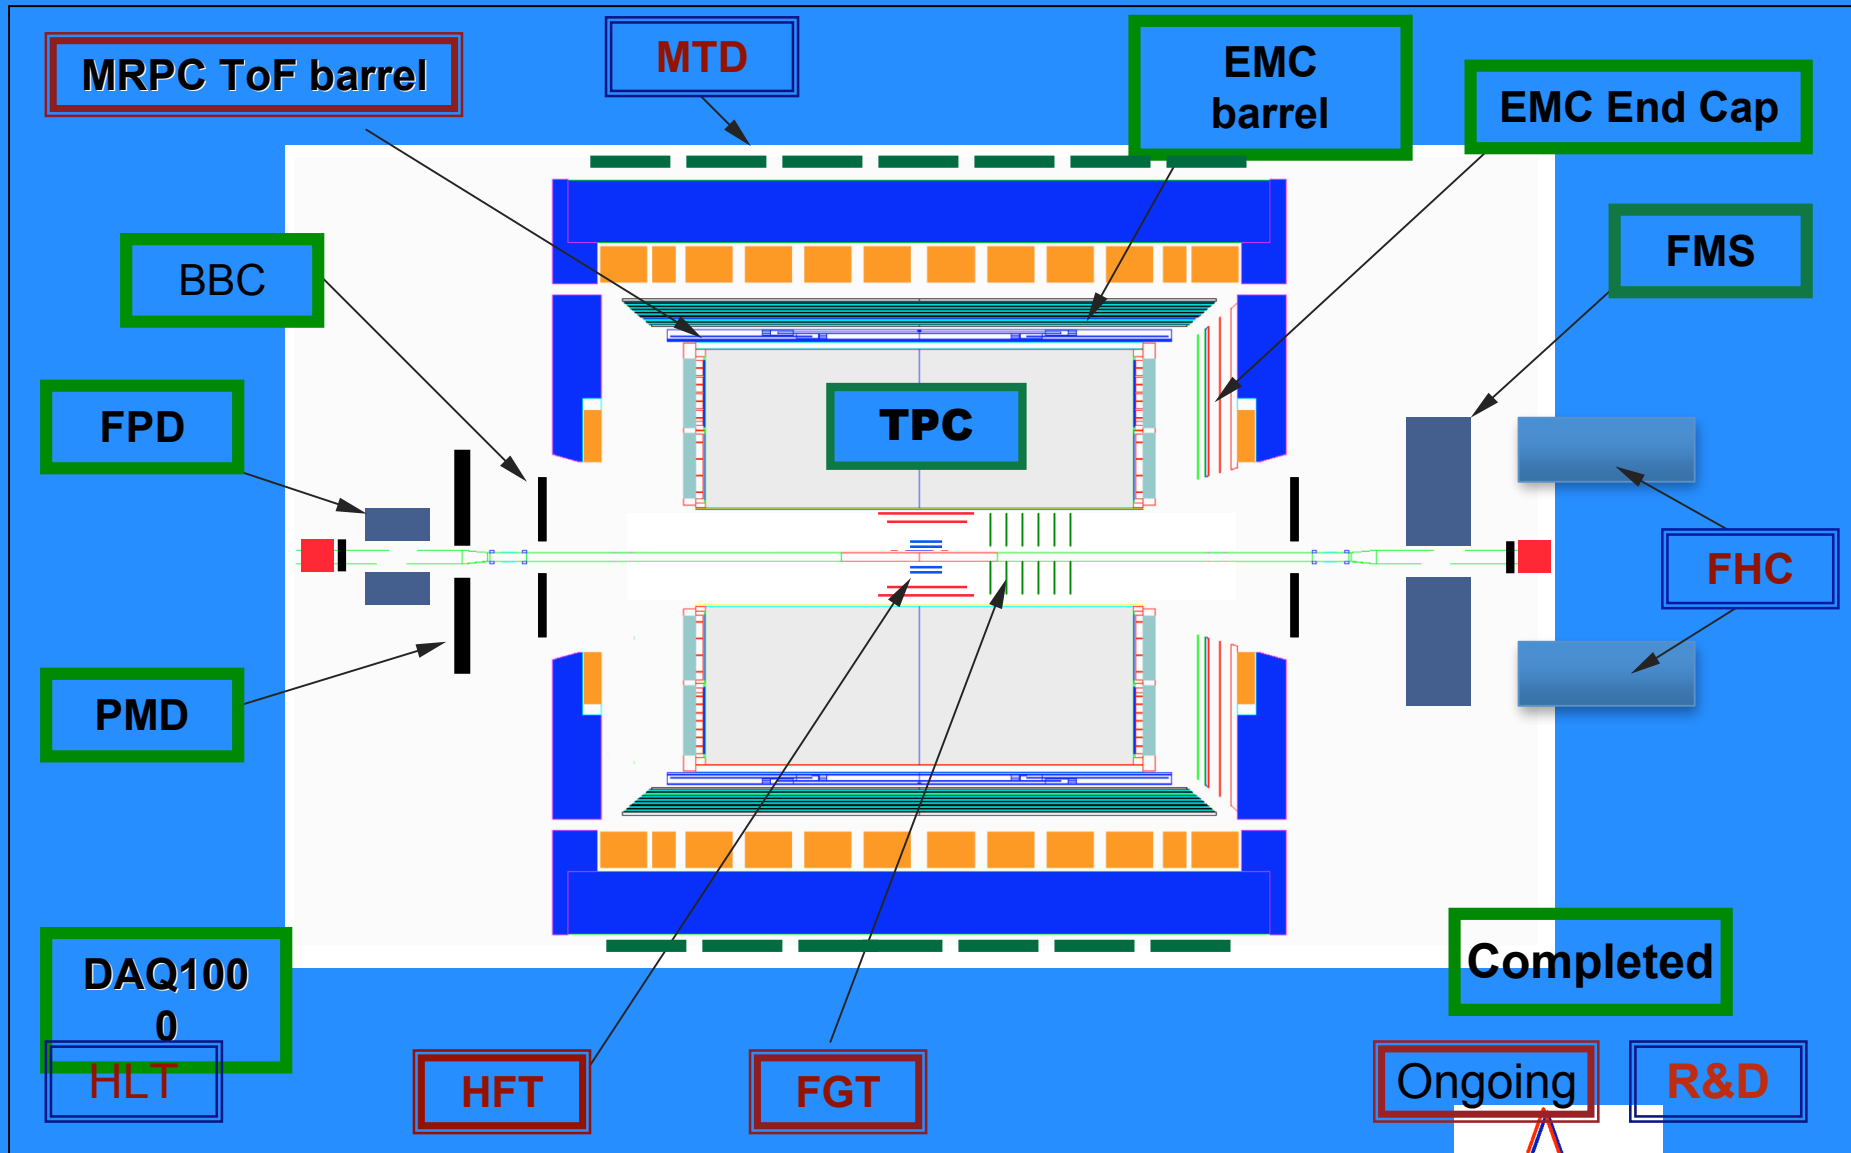 MRPC ToF barrel
MTD
EMC
barrel
EMC End Cap
BBC
FMS
FPD
TPC
FHC
PMD
DAQ100
0
Completed
HLT
HFT
FGT
Ongoing
R&D